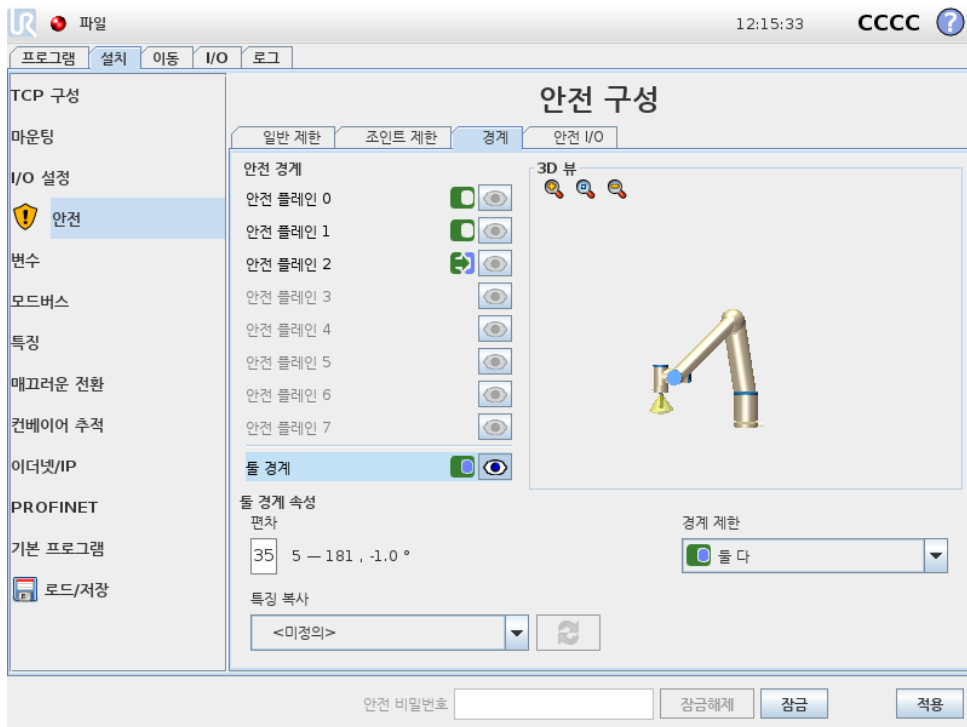 UR 파일 12:15:33 CCCC ?
프로그램 설치 이동 I/O 로그
TCP 구성
마운팅
I/O 설정
안전
변수
모드버스
특징
매끄러운 전환
컨베이어 추적
이더넷/IP
PROFINET
기본 프로그램
로드/저장
안전 구성
일반 제한 조인트 제한 경계 안전 I/O
안전 경계
안전 플레인 0
안전 플레인 1
안전 플레인 2
안전 플레인 3
안전 플레인 4
안전 플레인 5
안전 플레인 6
안전 플레인 7
툴 경계
3D 뷰
툴 경계 속성
편차
35 5 — 181 , -1.0 °
경계 제한
둘 다
특징 복사
<미정의>
안전 비밀번호 잠금해제 잠금 적용